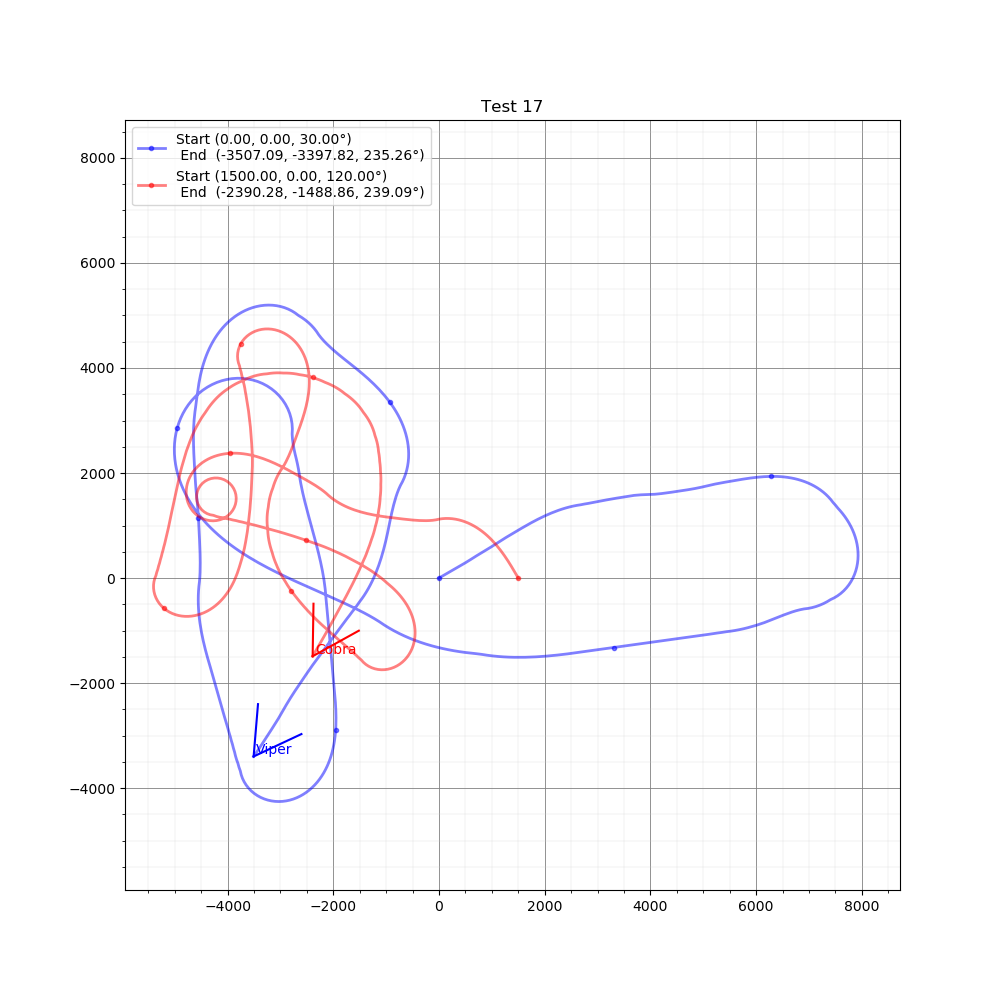 Test 17
Start (0.00, 0.00, 30.00°)
End  (-3507.09, -3397.82, 235.26°)
Start (1500.00, 0.00, 120.00°)
End  (-2390.28, -1488.86, 239.09°)
8000
6000
4000
2000
0
−2000
−4000
Cobra
Viper
−4000 −2000 0 2000 4000 6000 8000